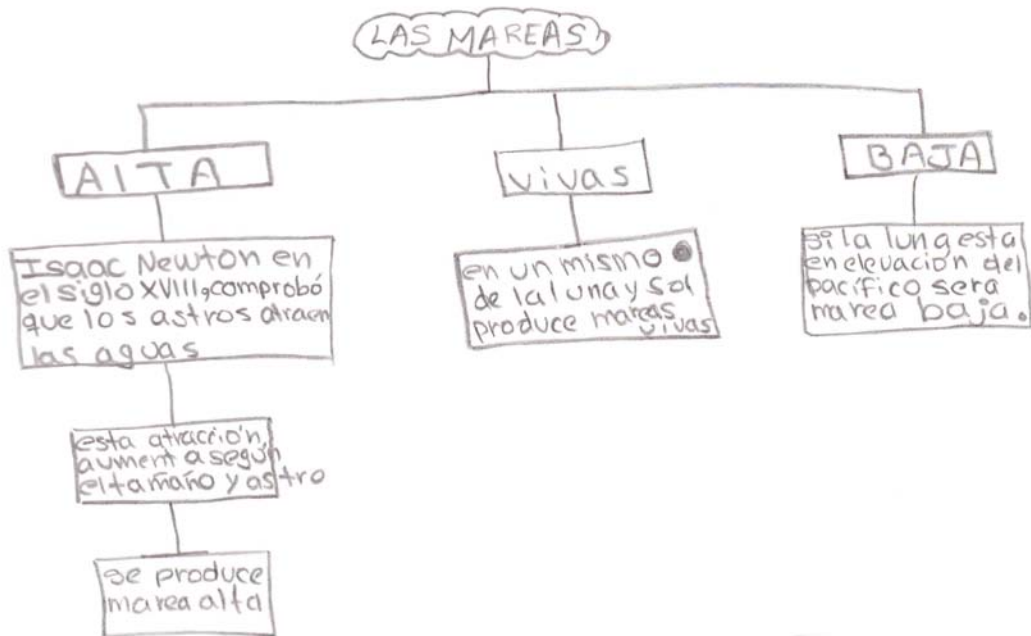 LAS MAREAS
AlTA
vivas
BAJA
Isaac Newton en
el siglo XVIII, comprobó
que los astros atraen
las aguas
en un mismo
de la luna y sol
produce mareas
vivas
si la luna esta
en elevación del
pacífico sera
marea baja.
esta atracción,
aumenta según
el tamaño y astro
se produce
marea alta